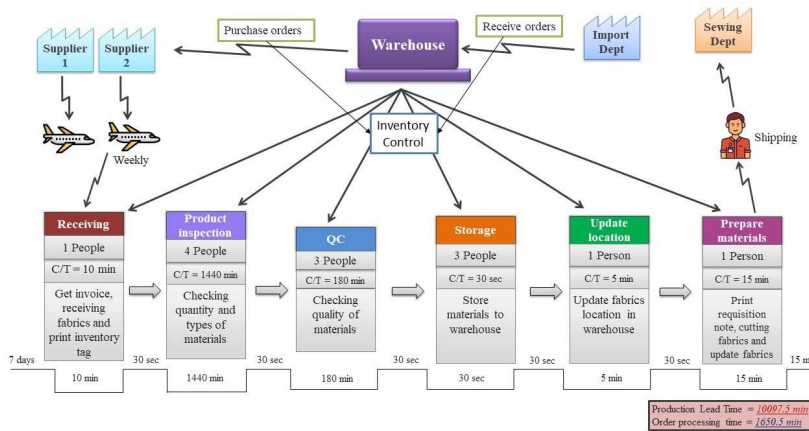 Purchase orders
Receive orders
Supplier 1
Supplier 2
Warehouse
Import Dept
Sewing Dept
Inventory Control
Weekly
Shipping
Receiving
1 People
C/T = 10 min
Get invoice,
receiving
fabrics and
print inventory
tag
Product
inspection
4 People
C/T = 1440 min
Checking
quantity and
types of
materials
QC
3 People
C/T = 180 min
Checking
quality of
materials
Storage
3 People
C/T = 30 sec
Store
materials to
warehouse
Update
location
1 Person
C/T = 5 min
Update fabrics
location in
warehouse
Prepare
materials
1 Person
C/T = 15 min
Print
requisition
note, cutting
fabrics and
update fabrics
7 days 30 sec 30 sec 30 sec 30 sec 30 sec 15 m
10 min 1440 min 180 min 30 sec 5 min 15 min
Production Lead Time = 10097.5 min
Order processing time = 1650.5 min